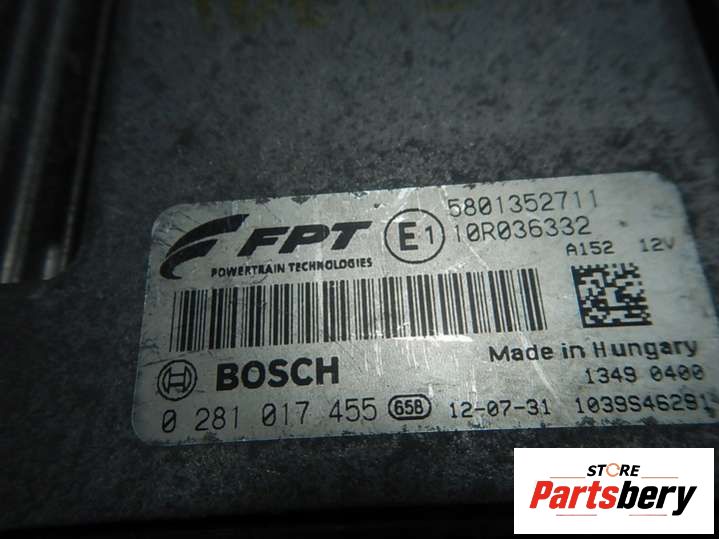 5801352711
FPT E1 10R036332
POWERTRAIN TECHNOLOGIES A152 12V
BOSCH Made in Hungary
1349 0400
0 281 017 455 658 12-07-31 1039S46291
STORE
Partsbery